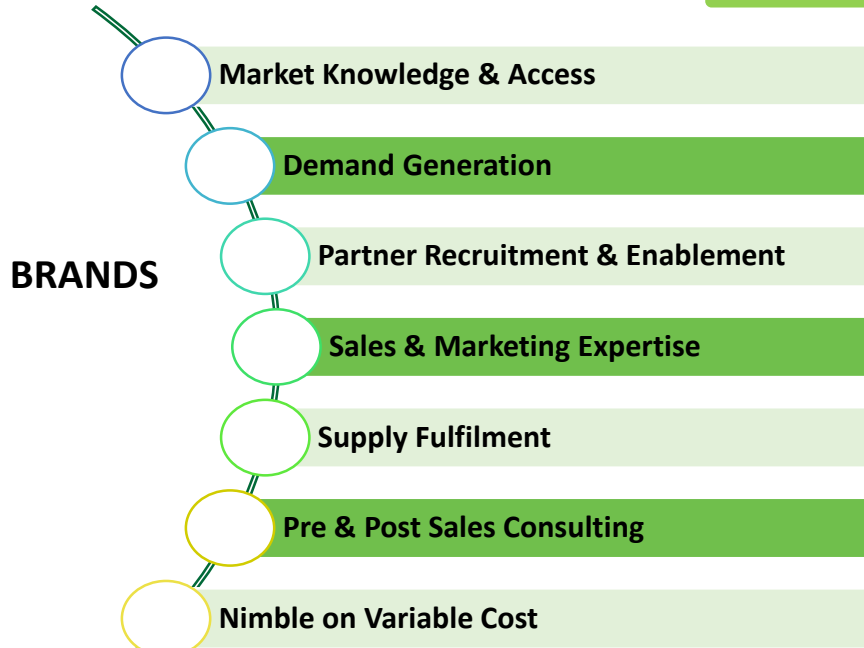 Market Knowledge & Access
Demand Generation
Partner Recruitment & Enablement
BRANDS
Sales & Marketing Expertise
Supply Fulfilment
Pre & Post Sales Consulting
Nimble on Variable Cost